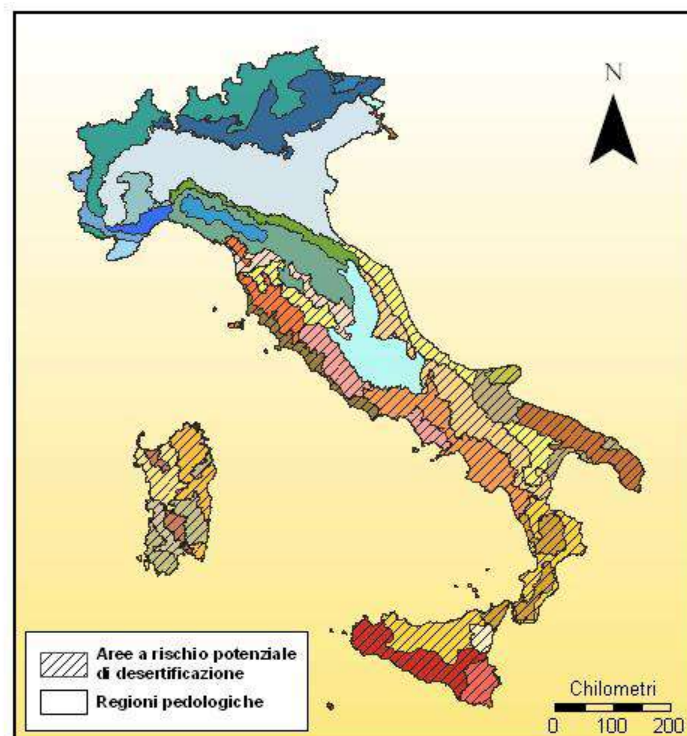 N
Aree a rischio potenziale
di desertificazione
Regioni pedologiche
Chilometri
0 100 200